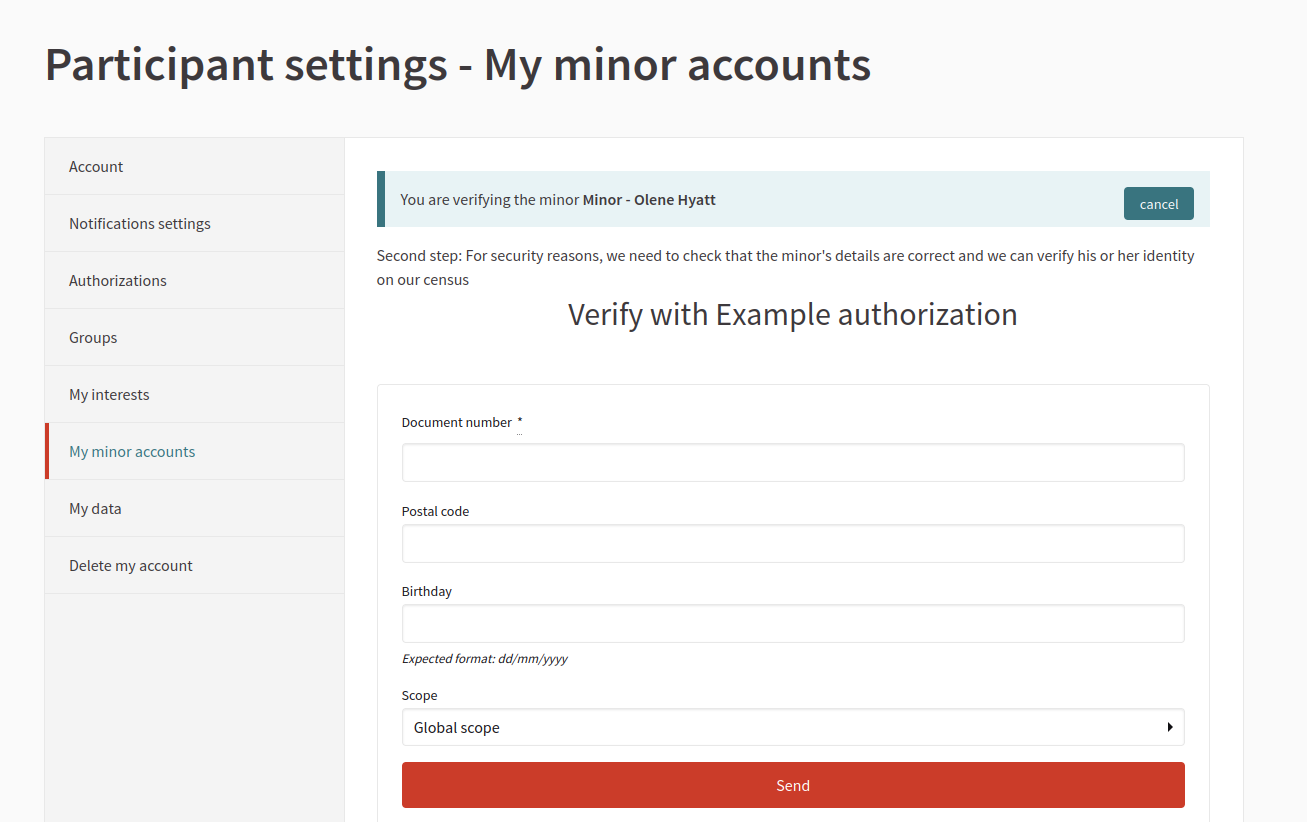 Participant settings - My minor accounts
Account
Notifications settings
Authorizations
Groups
My interests
My minor accounts
My data
Delete my account
You are verifying the minor Minor - Olene Hyatt
cancel
Second step: For security reasons, we need to check that the minor's details are correct and we can verify his or her identity
on our census
Verify with Example authorization
Document number *
Postal code
Birthday
Expected format: dd/mm/yyyy
Scope
Global scope
Send